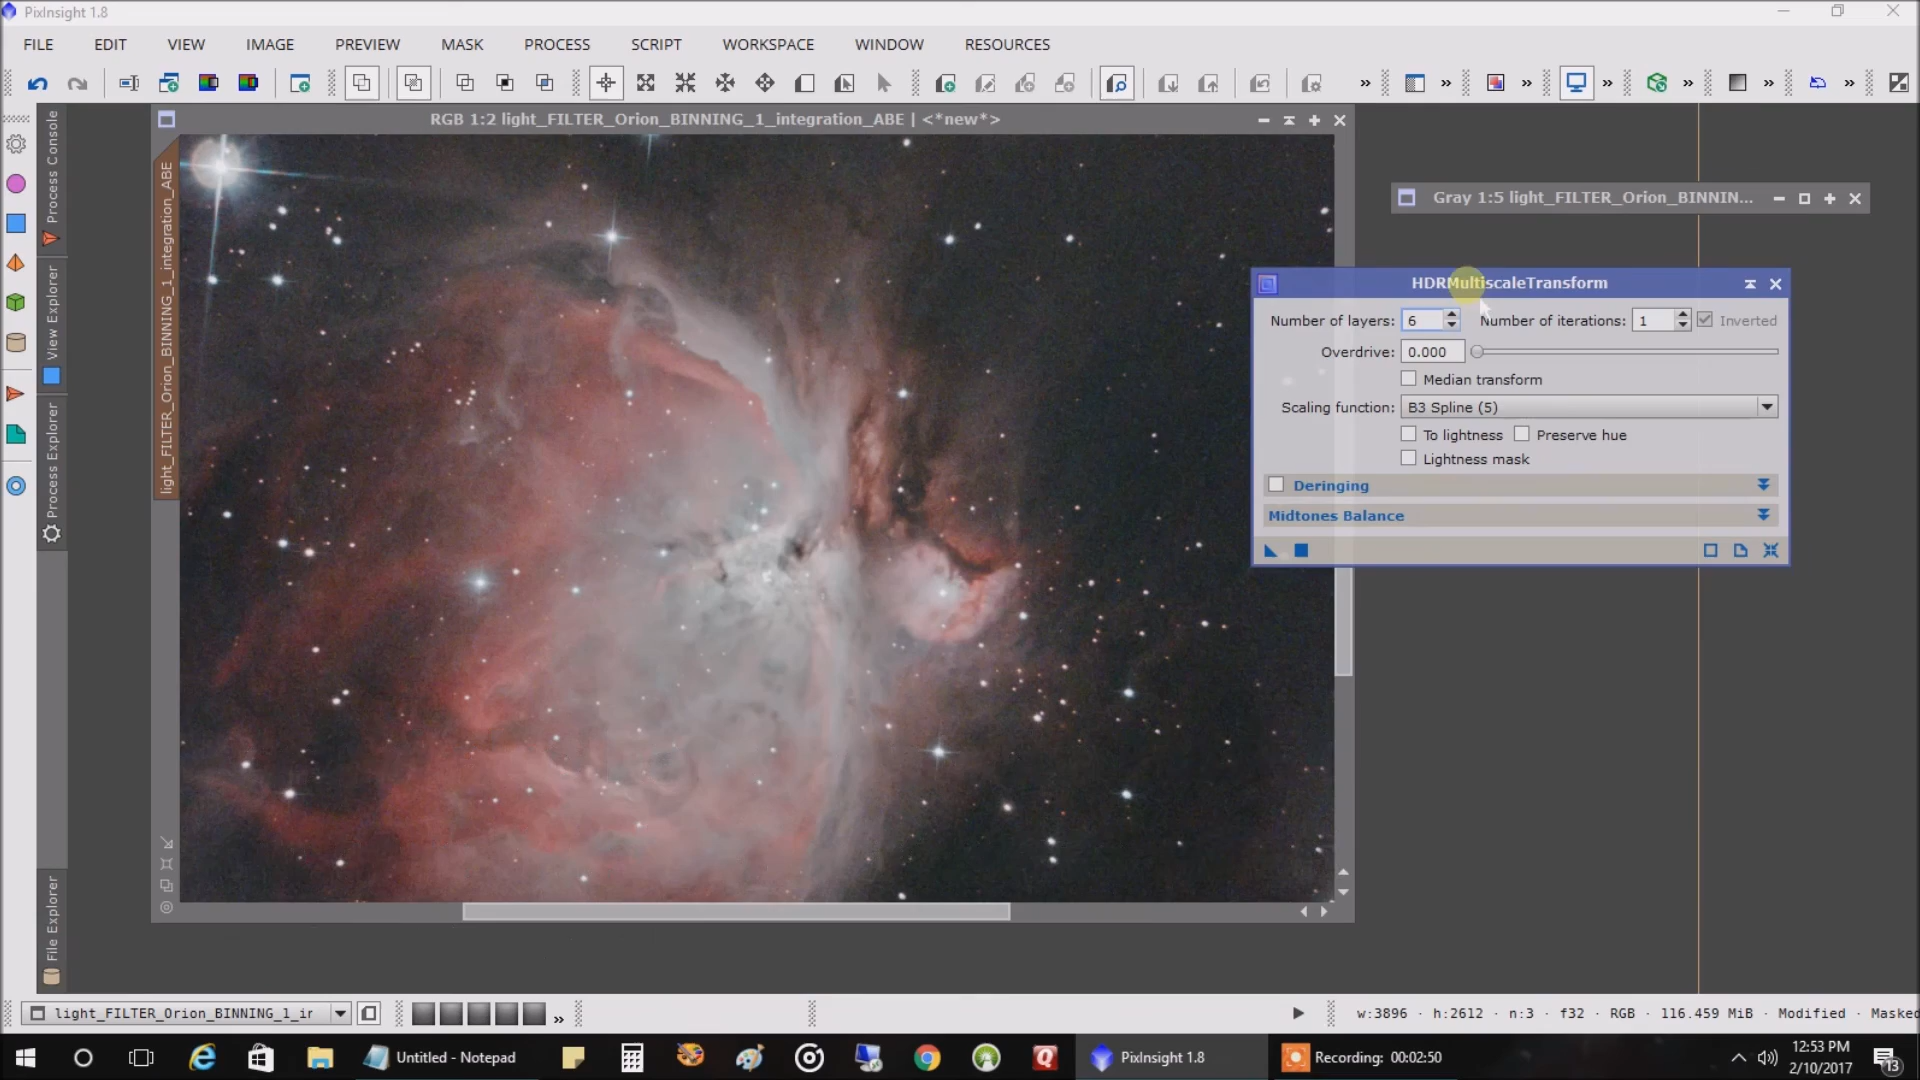 PixInsight 1.8
FILE EDIT VIEW IMAGE PREVIEW MASK PROCESS SCRIPT WORKSPACE WINDOW RESOURCES
RGB 1:2 light_FILTER_Orion_BINNING_1_integration_ABE | <*new*>
light_FILTER_Orion_BINNING_1_integration_ABE
Process Console
View Explorer
Process Explorer
File Explorer
Gray 1:5 light_FILTER_Orion_BINNIN...
HDRMultiscaleTransform
Number of layers: 6 Number of iterations: 1 Inverted
Overdrive: 0.000
Median transform
Scaling function: B3 Spline (5)
To lightness Preserve hue
Lightness mask
Deringing
Midtones Balance
light_FILTER_Orion_BINNING_1_ir
w:3896 · h:2612 · n:3 · f32 · RGB · 116.459 MiB · Modified · Masked
Untitled - Notepad
PixInsight 1.8
Recording: 00:02:50
12:53 PM
2/10/2017
13